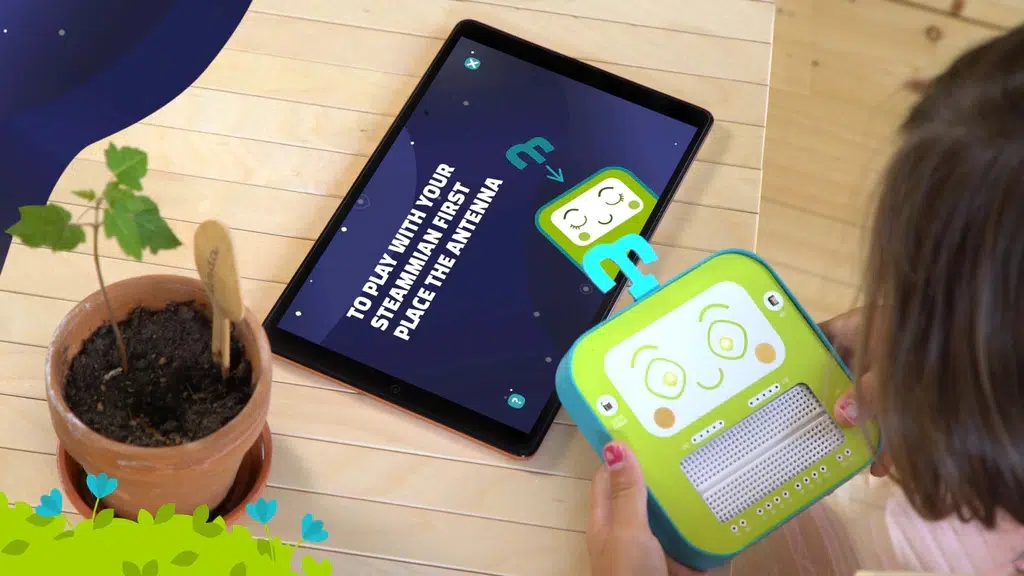 TO PLAY WITH YOUR
STEAMMIAN FIRST
PLACE THE ANTENNA
?